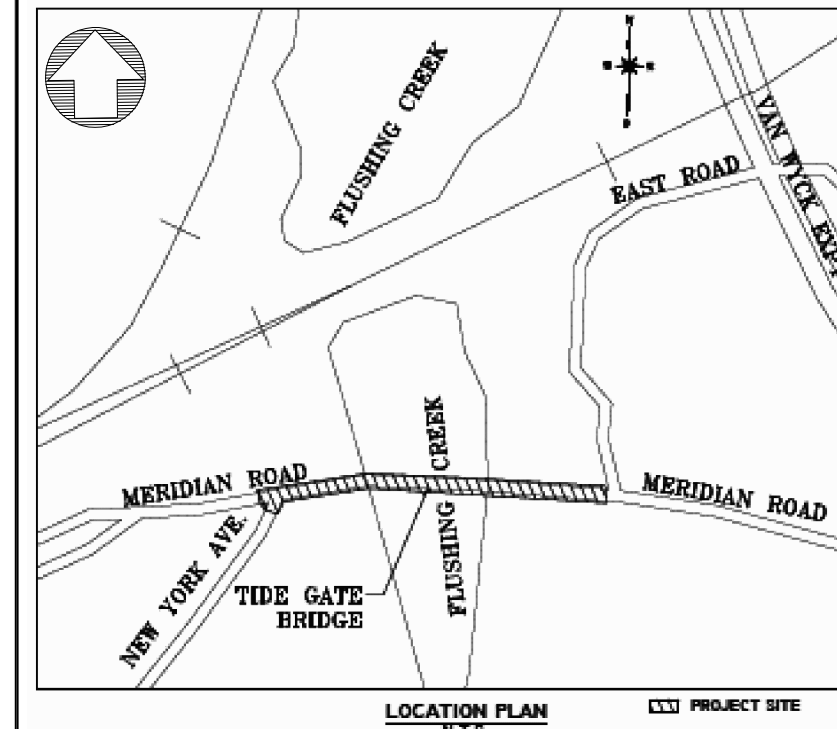 FLUSHING CREEK
EAST ROAD
VAN WYCK EXP
CREEK
MERIDIAN ROAD
MERIDIAN ROAD
FLUSHING
NEW YORK AVE.
TIDE GATE
BRIDGE
LOCATION PLAN
PROJECT SITE